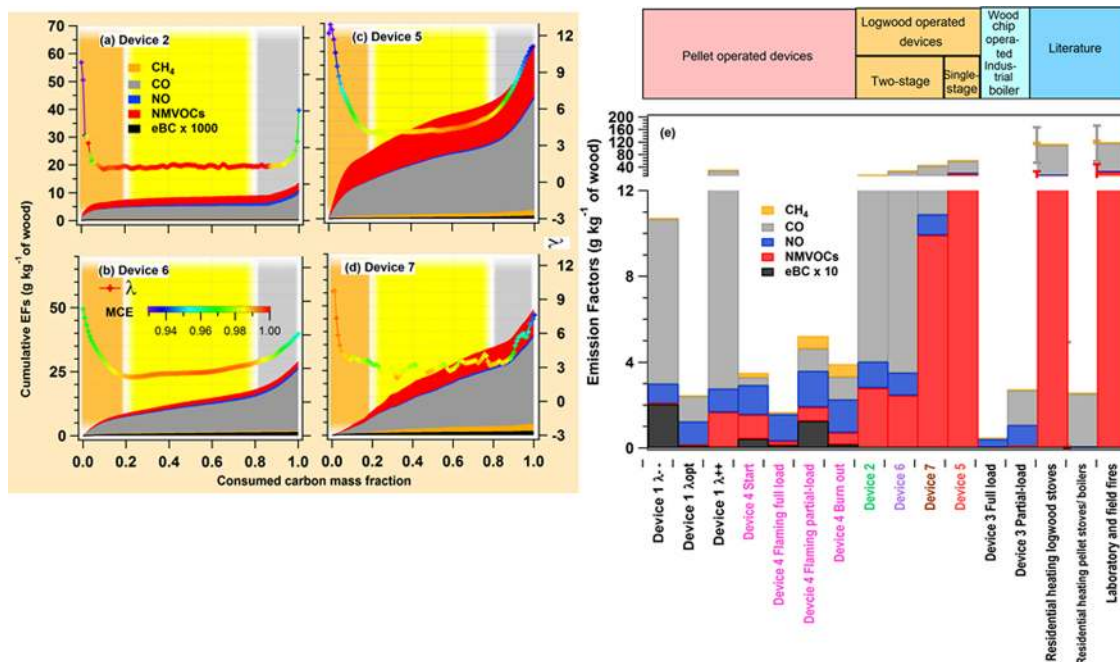 70
60
50
40
30
20
10
0
(a) Device 2
CH4
CO
NO
NMVOCs
eBC x 1000
(c) Device 5
12
9
6
3
0
-3
(b) Device 6
λ
MCE
0.94
0.96
0.98
1.00
50
25
0
(d) Device 7
λ
12
9
6
3
0
-3
0.0 0.2 0.4 0.6 0.8 1.0
0.0 0.2 0.4 0.6 0.8 1.0
Consumed carbon mass fraction
Cumulative EFs (g kg-1 of wood)
Pellet operated devices
Logwood operated
devices
Two-stage
Single-
stage
Wood
chip
opera-
ted
Indus-
trial
boiler
Literature
(e)
200
160
120
80
40
12
8
4
0
Emission Factors (g kg-1 of wood)
CH4
CO
NO
NMVOCs
eBC x 10
Device 1 λ--
Device 1 λopt
Device 1 λ++
Device 4 Start
Device 4 Flaming full load
Devcie 4 Flaming partial-load
Device 4 Burn out
Device 2
Device 6
Device 7
Device 5
Device 3 Full load
Device 3 Partial-load
Residential heating logwood stoves
Residential heating pellet stoves/ boilers
Laboratory and field fires